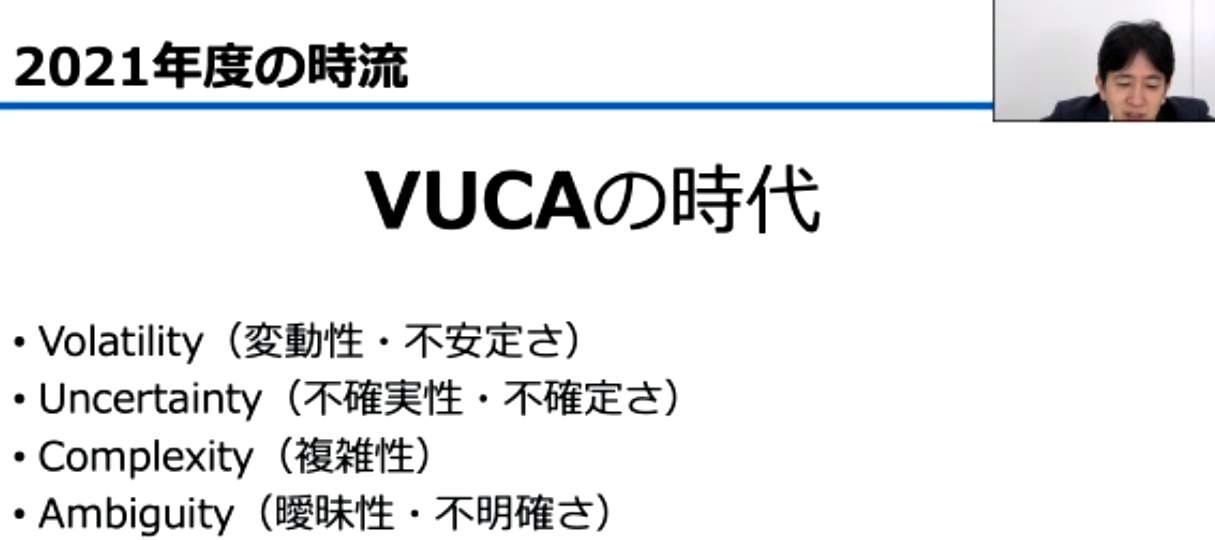 2021年度の時流
VUCAの時代
• Volatility（変動性・不安定さ）
• Uncertainty（不確実性・不確定さ）
• Complexity（複雑性）
• Ambiguity（曖昧性・不明確さ）